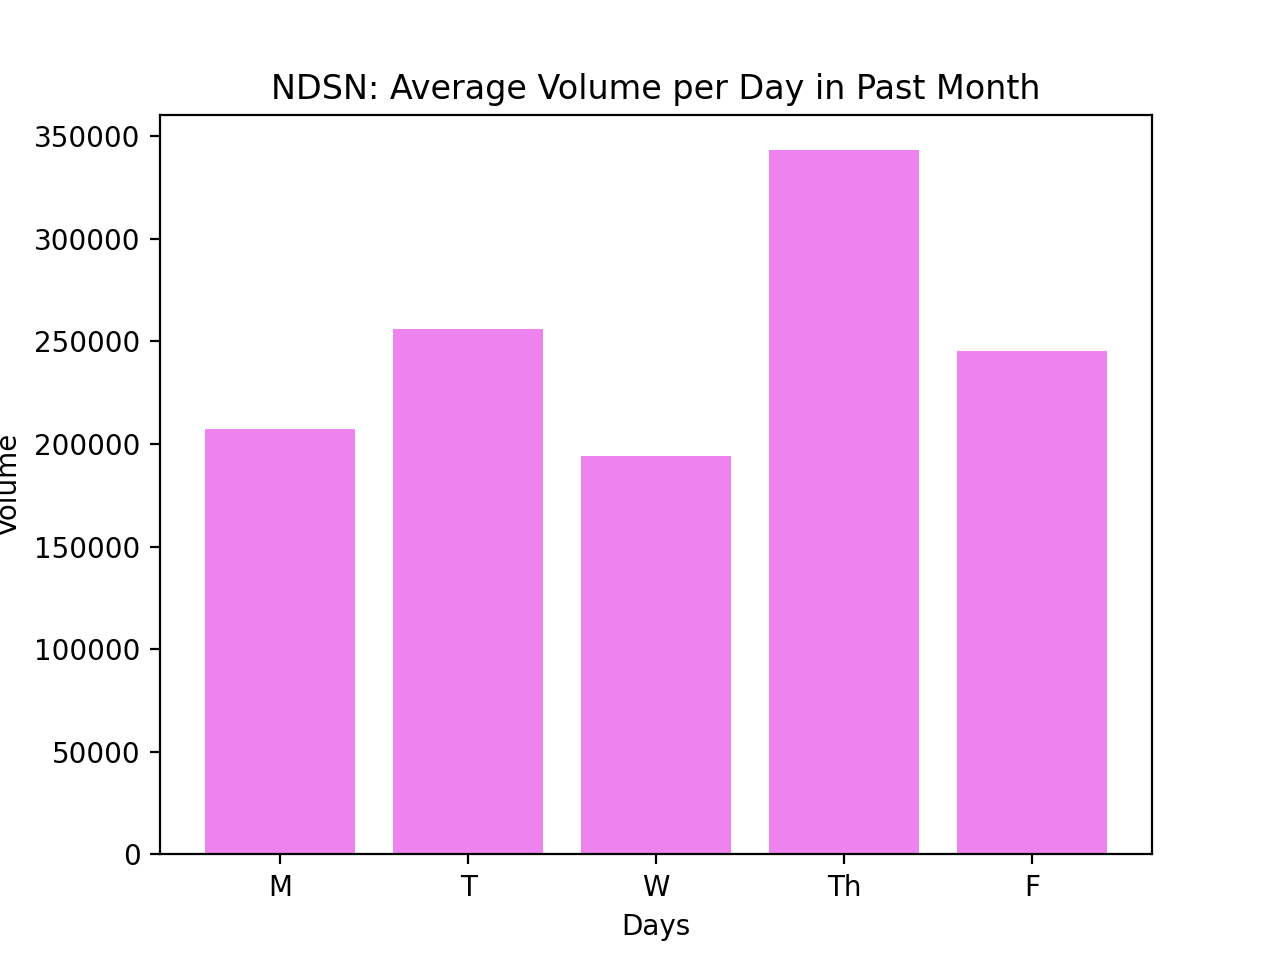 NDSN: Average Volume per Day in Past Month
350000
300000
250000
200000
150000
100000
50000
0
Volume
M T W Th F
Days